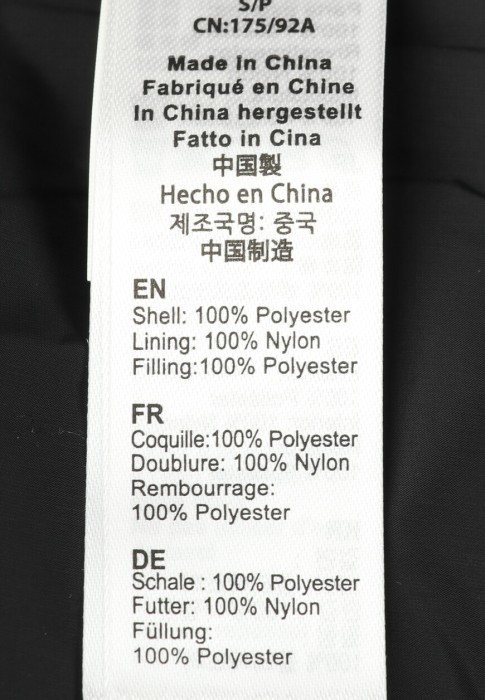 S/P
CN:175/92A
Made In China
Fabriqué en Chine
In China hergestellt
Fatto in Cina
中国製
Hecho en China
제조국명: 중국
中国制造
EN
Shell: 100% Polyester
Lining: 100% Nylon
Filling:100% Polyester
FR
Coquille:100% Polyester
Doublure: 100% Nylon
Rembourrage:
100% Polyester
DE
Schale : 100% Polyester
Futter: 100% Nylon
Füllung:
100% Polyester